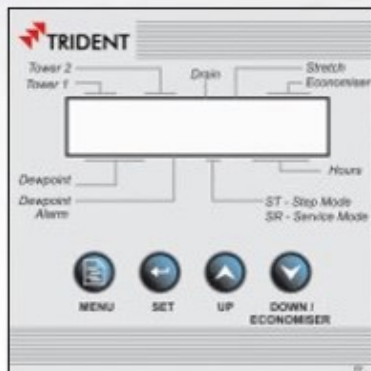 TRIDENT
Tower 2
Tower 1
Drain
Stretch
Economiser
Dewpoint
Dewpoint
Alarm
Hours
ST - Step Mode
SR - Service Mode
MENU
SET
UP
DOWN /
ECONOMISER